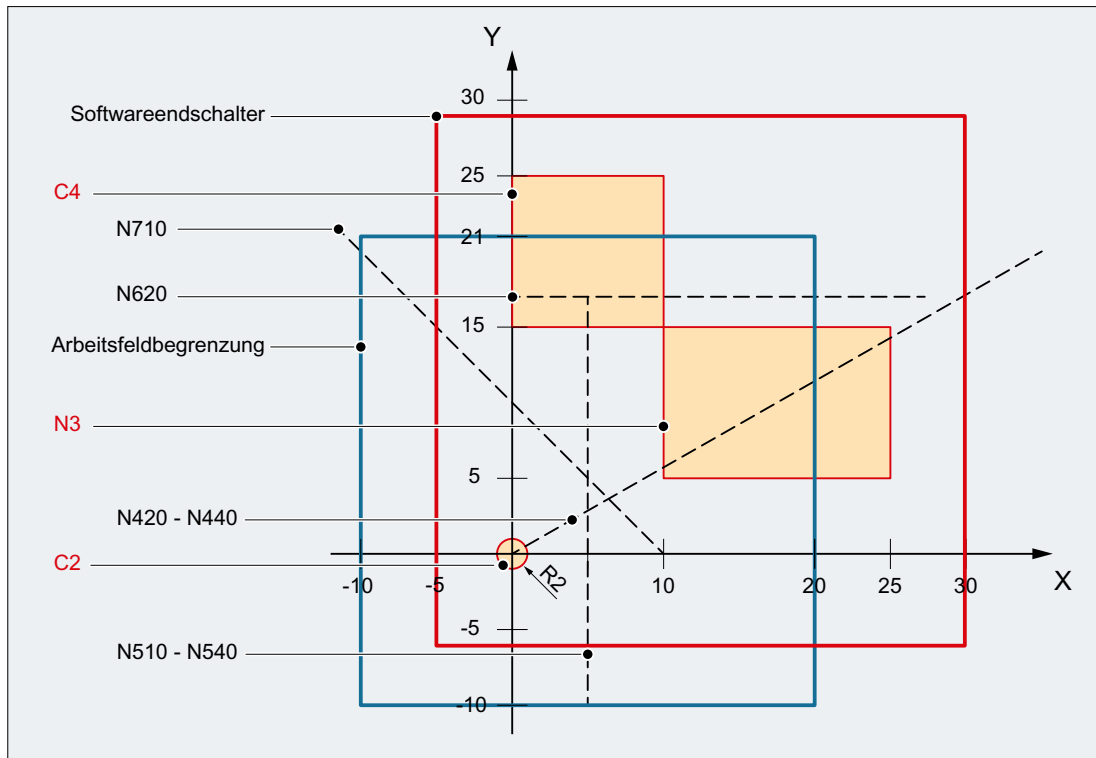 Y
30
Softwareendschalter
C4
25
N710
21
N620
15
Arbeitsfeldbegrenzung
N3
5
N420 - N440
C2
R2
-10
-5
10
20
25
30
X
-5
N510 - N540
-10